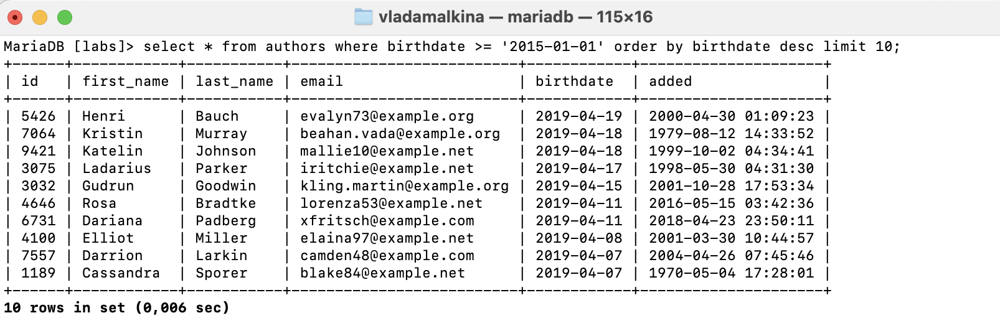 vladamalkina — mariadb — 115×16
MariaDB [labs]> select * from authors where birthdate >= '2015-01-01' order by birthdate desc limit 10;
+------+------------+-----------+--------------------------+------------+---------------------+
| id   | first_name | last_name | email                    | birthdate  | added               |
+------+------------+-----------+--------------------------+------------+---------------------+
| 5426 | Henri      | Bauch     | evalyn73@example.org     | 2019-04-19 | 2000-04-30 01:09:23 |
| 7064 | Kristin    | Murray    | beahan.vada@example.org  | 2019-04-18 | 1979-08-12 14:33:52 |
| 9421 | Katelin    | Johnson   | mallie10@example.net     | 2019-04-18 | 1999-10-02 04:34:41 |
| 3075 | Ladarius   | Parker    | iritchie@example.net     | 2019-04-17 | 1998-05-30 04:31:30 |
| 3032 | Gudrun     | Goodwin   | kling.martin@example.org | 2019-04-15 | 2001-10-28 17:53:34 |
| 4646 | Rosa       | Bradtke   | lorenza53@example.net    | 2019-04-11 | 2016-05-15 03:42:36 |
| 6731 | Dariana    | Padberg   | xfritsch@example.com     | 2019-04-11 | 2018-04-23 23:50:11 |
| 4100 | Elliot     | Miller    | elaina97@example.net     | 2019-04-08 | 2001-03-30 10:44:57 |
| 7557 | Darrion    | Larkin    | camden48@example.com     | 2019-04-07 | 2004-04-26 07:45:46 |
| 1189 | Cassandra  | Sporer    | blake84@example.net      | 2019-04-07 | 1970-05-04 17:28:01 |
+------+------------+-----------+--------------------------+------------+---------------------+
10 rows in set (0,006 sec)